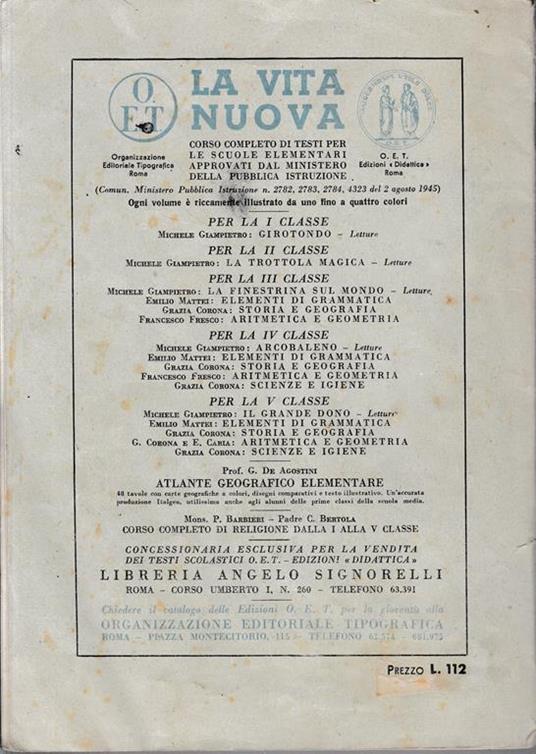 O.
E.T.
LA VITA
NUOVA
CORSO COMPLETO DI TESTI PER
LE SCUOLE ELEMENTARI
APPROVATI DAL MINISTERO
DELLA PUBBLICA ISTRUZIONE
Organizzazione
Editoriale Tipografica
Roma
O. E. T.
Edizioni « Didattica »
Roma
(Comun. Ministero Pubblica Istruzione n. 2782, 2783, 2784, 4323 del 2 agosto 1945)
Ogni volume è riccamente illustrato da uno fino a quattro colori
PER LA I CLASSE
MICHELE GIAMPIETRO: GIROTONDO – Letture
PER LA II CLASSE
MICHELE GIAMPIETRO: LA TROTTOLA MAGICA – Letture
PER LA III CLASSE
MICHELE GIAMPIETRO: LA FINESTRINA SUL MONDO – Letture
EMILIO MATTEI: ELEMENTI DI GRAMMATICA
GRAZIA CORONA: STORIA E GEOGRAFIA
FRANCESCO FRESCO: ARITMETICA E GEOMETRIA
PER LA IV CLASSE
MICHELE GIAMPIETRO: ARCOBALENO – Letture
EMILIO MATTEI: ELEMENTI DI GRAMMATICA
GRAZIA CORONA: STORIA E GEOGRAFIA
FRANCESCO FRESCO: ARITMETICA E GEOMETRIA
GRAZIA CORONA: SCIENZE E IGIENE
PER LA V CLASSE
MICHELE GIAMPIETRO: IL GRANDE DONO – Letture
EMILIO MATTEI: ELEMENTI DI GRAMMATICA
GRAZIA CORONA: STORIA E GEOGRAFIA
G. CORONA E E. CABIA: ARITMETICA E GEOMETRIA
GRAZIA CORONA: SCIENZE E IGIENE
Prof. G. DE AGOSTINI
ATLANTE GEOGRAFICO ELEMENTARE
48 tavole con carte geografiche a colori, disegni comparativi e testo illustrativo. Un'accurata
produzione Italgeo, utilissima anche agli alunni delle prime classi della scuola media.
Mons. P. BARBIERI – Padre C. BERTOLA
CORSO COMPLETO DI RELIGIONE DALLA I ALLA V CLASSE
CONCESSIONARIA ESCLUSIVA PER LA VENDITA
DEI TESTI SCOLASTICI O.E.T. – EDIZIONI «DIDATTICA»
LIBRERIA ANGELO SIGNORELLI
ROMA – CORSO UMBERTO I, N. 260 – TELEFONO 63.391
Chiedere il catalogo delle Edizioni O. E. T. per la gioventù alla
ORGANIZZAZIONE EDITORIALE TIPOGRAFICA
ROMA – PIAZZA MONTECITORIO, 115 – TELEFONO 681.975
PREZZO L. 112